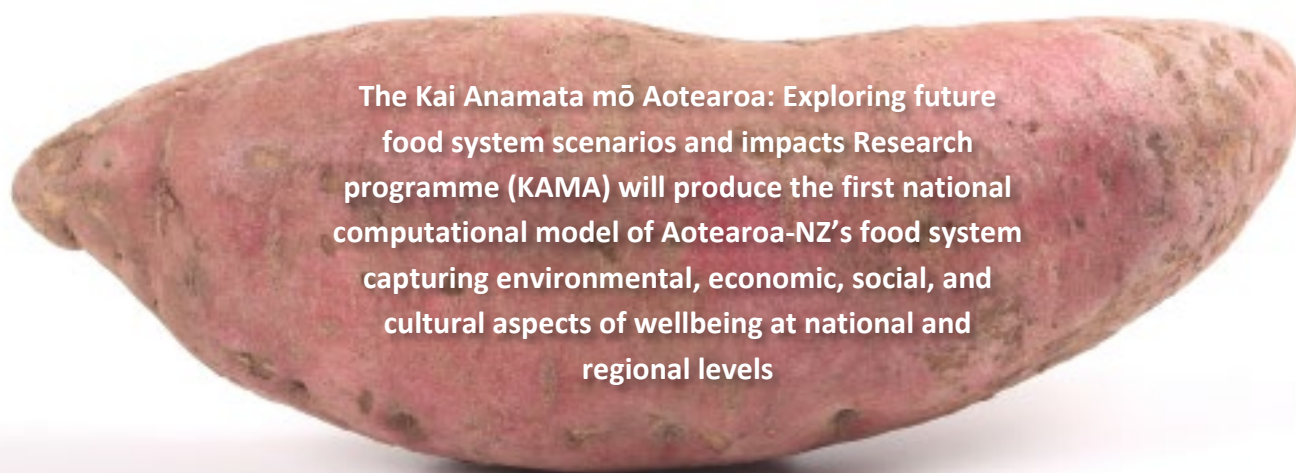 The Kai Anamata mō Aotearoa: Exploring future
food system scenarios and impacts Research
programme (KAMA) will produce the first national
computational model of Aotearoa-NZ’s food system
capturing environmental, economic, social, and
cultural aspects of wellbeing at national and
regional levels